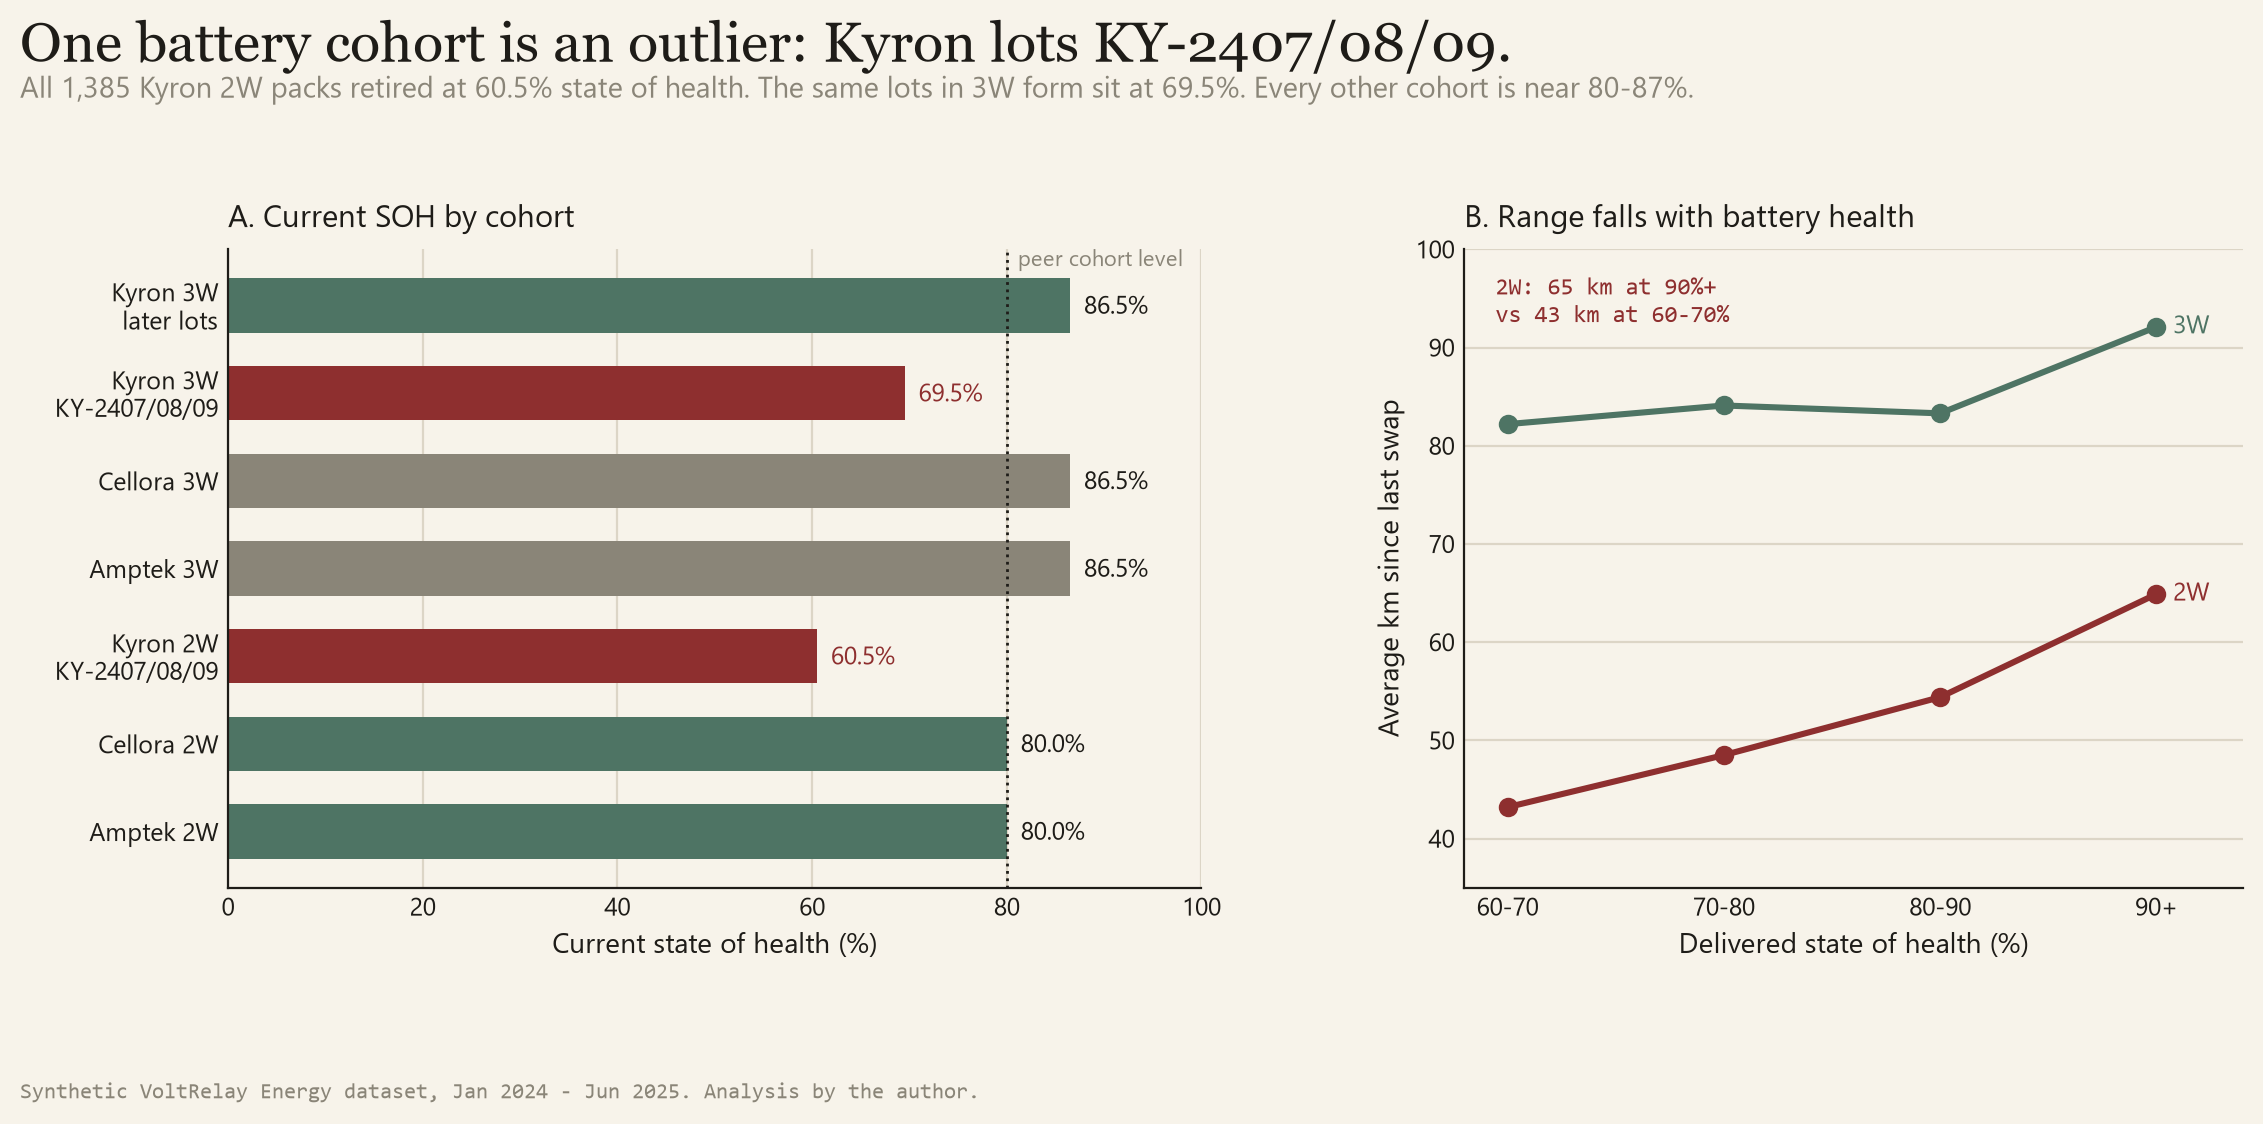 One battery cohort is an outlier: Kyron lots KY-2407/08/09.
All 1,385 Kyron 2W packs retired at 60.5% state of health. The same lots in 3W form sit at 69.5%. Every other cohort is near 80-87%.
A. Current SOH by cohort
peer cohort level
Kyron 3W
later lots
86.5%
Kyron 3W
KY-2407/08/09
69.5%
Cellora 3W
86.5%
Amptek 3W
86.5%
Kyron 2W
KY-2407/08/09
60.5%
Cellora 2W
80.0%
Amptek 2W
80.0%
0 20 40 60 80 100
Current state of health (%)
B. Range falls with battery health
Average km since last swap
100
90
80
70
60
50
40
2W: 65 km at 90%+
vs 43 km at 60-70%
3W
2W
60-70 70-80 80-90 90+
Delivered state of health (%)
Synthetic VoltRelay Energy dataset, Jan 2024 - Jun 2025. Analysis by the author.